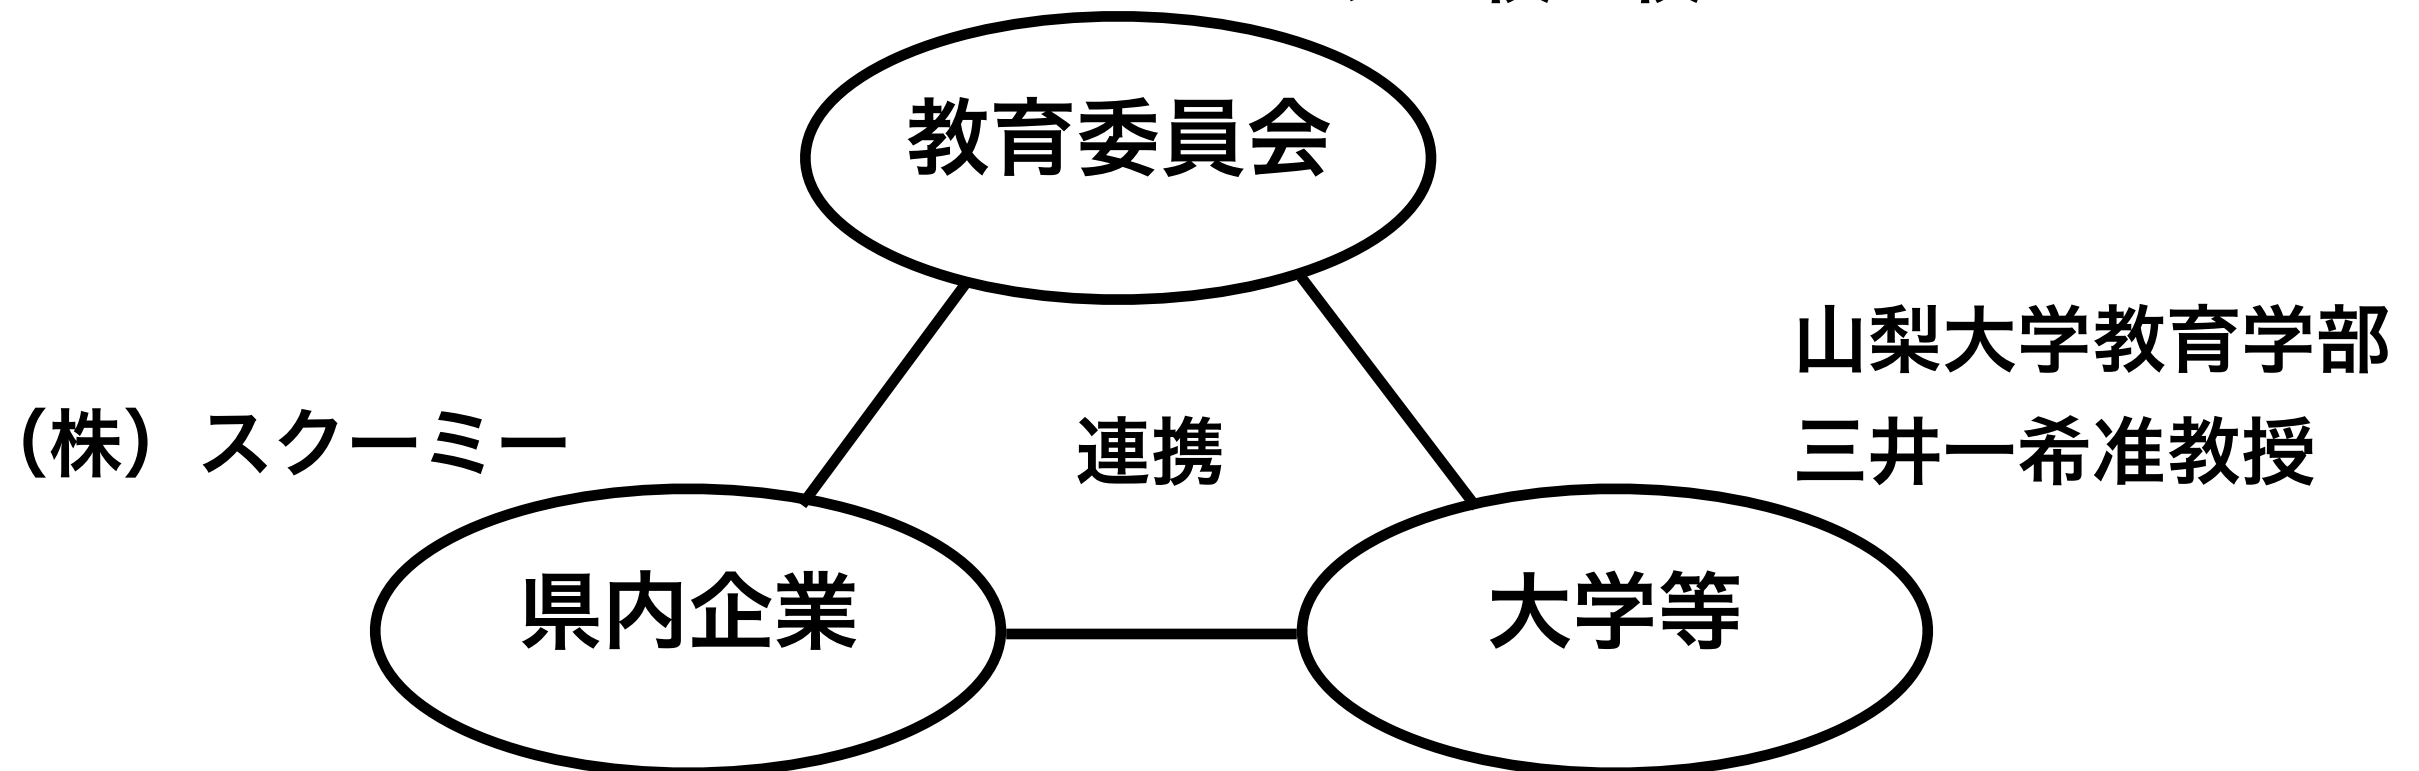 教育委員会
山梨大学教育学部
三井一希准教授
（株）スクーミー
連携
県内企業
大学等